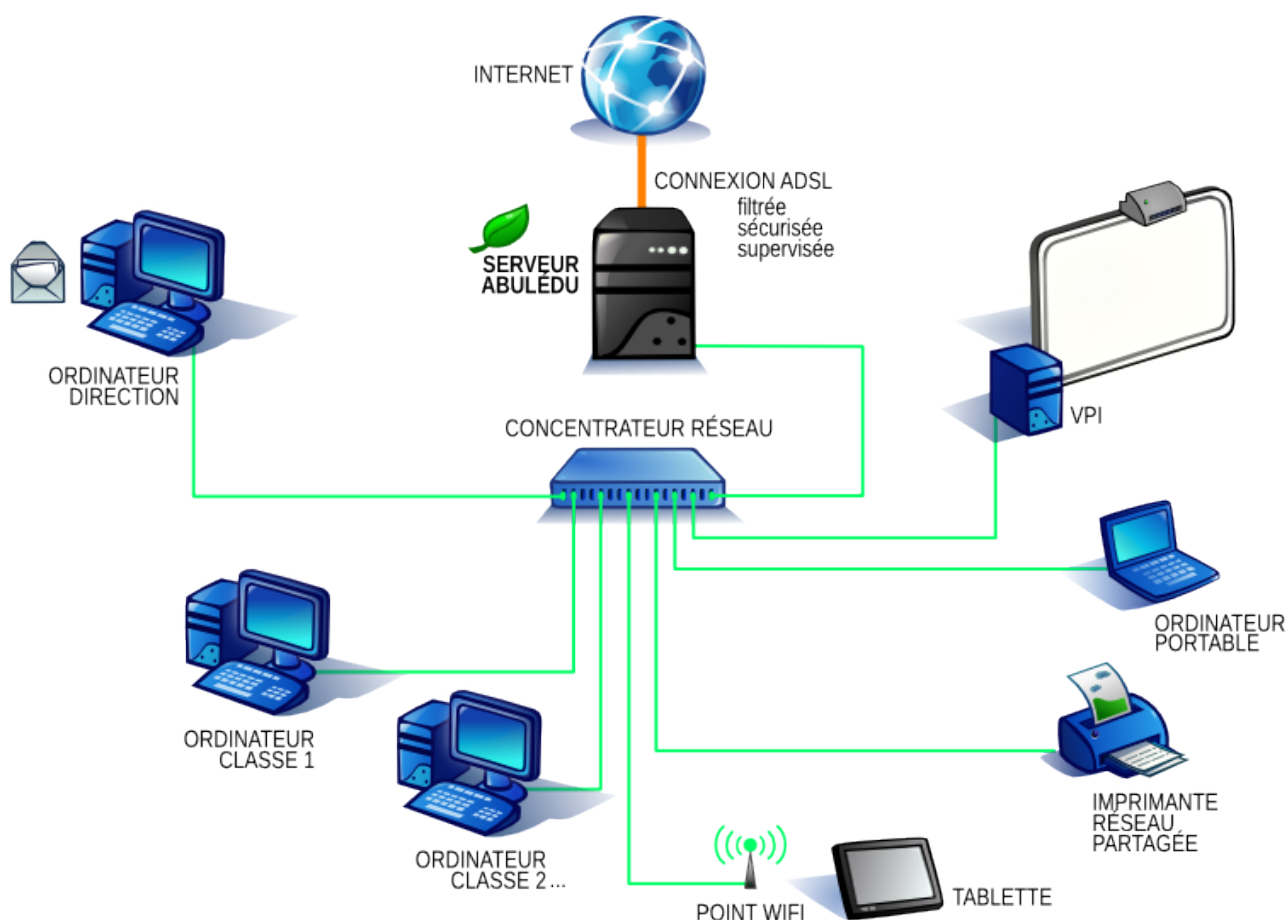 INTERNET
CONNEXION ADSL
filtrée
sécurisée
supervisée
SERVEUR
ABULÉDU
ORDINATEUR
DIRECTION
CONCENTRATEUR RÉSEAU
VPI
ORDINATEUR
PORTABLE
ORDINATEUR
CLASSE 1
IMPRIMANTE
RÉSEAU
PARTAGÉE
ORDINATEUR
CLASSE 2 ...
POINT WIFI
TABLETTE